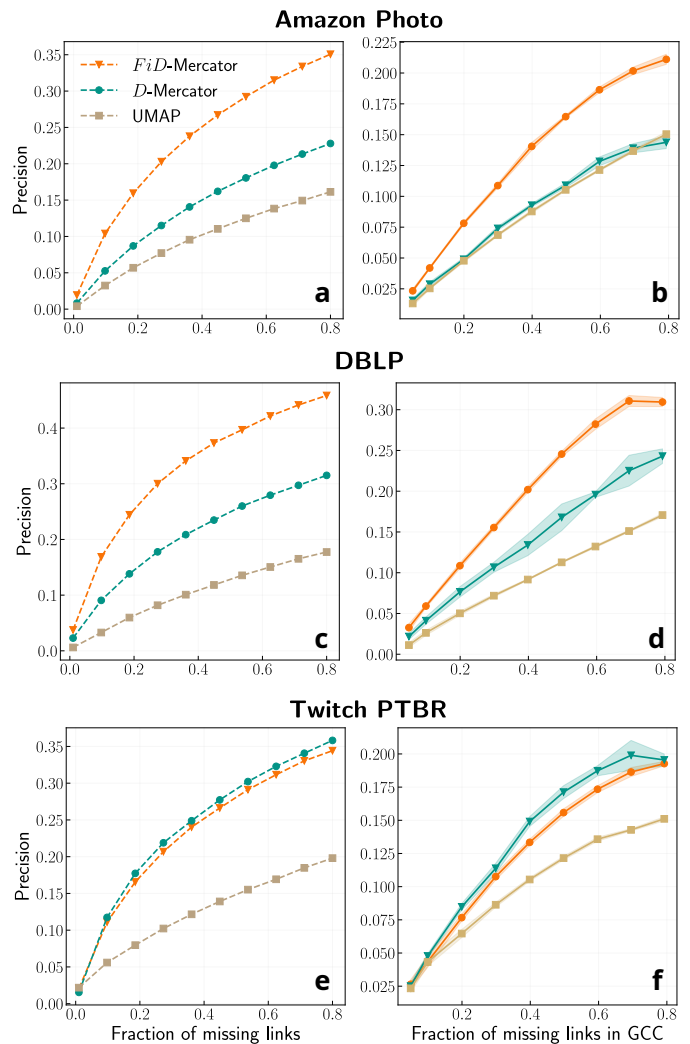 Amazon Photo
Precision
0.35
0.30
0.25
0.20
0.15
0.10
0.05
0.00
FiD-Mercator
D-Mercator
UMAP
a
0.0 0.2 0.4 0.6 0.8
0.225
0.200
0.175
0.150
0.125
0.100
0.075
0.050
0.025
b
0.2 0.4 0.6 0.8
DBLP
Precision
0.4
0.3
0.2
0.1
0.0
c
0.0 0.2 0.4 0.6 0.8
0.30
0.25
0.20
0.15
0.10
0.05
0.00
d
0.0 0.2 0.4 0.6 0.8
Twitch PTBR
Precision
0.35
0.30
0.25
0.20
0.15
0.10
0.05
0.00
e
0.0 0.2 0.4 0.6 0.8
Fraction of missing links
0.200
0.175
0.150
0.125
0.100
0.075
0.050
0.025
f
0.2 0.4 0.6 0.8
Fraction of missing links in GCC